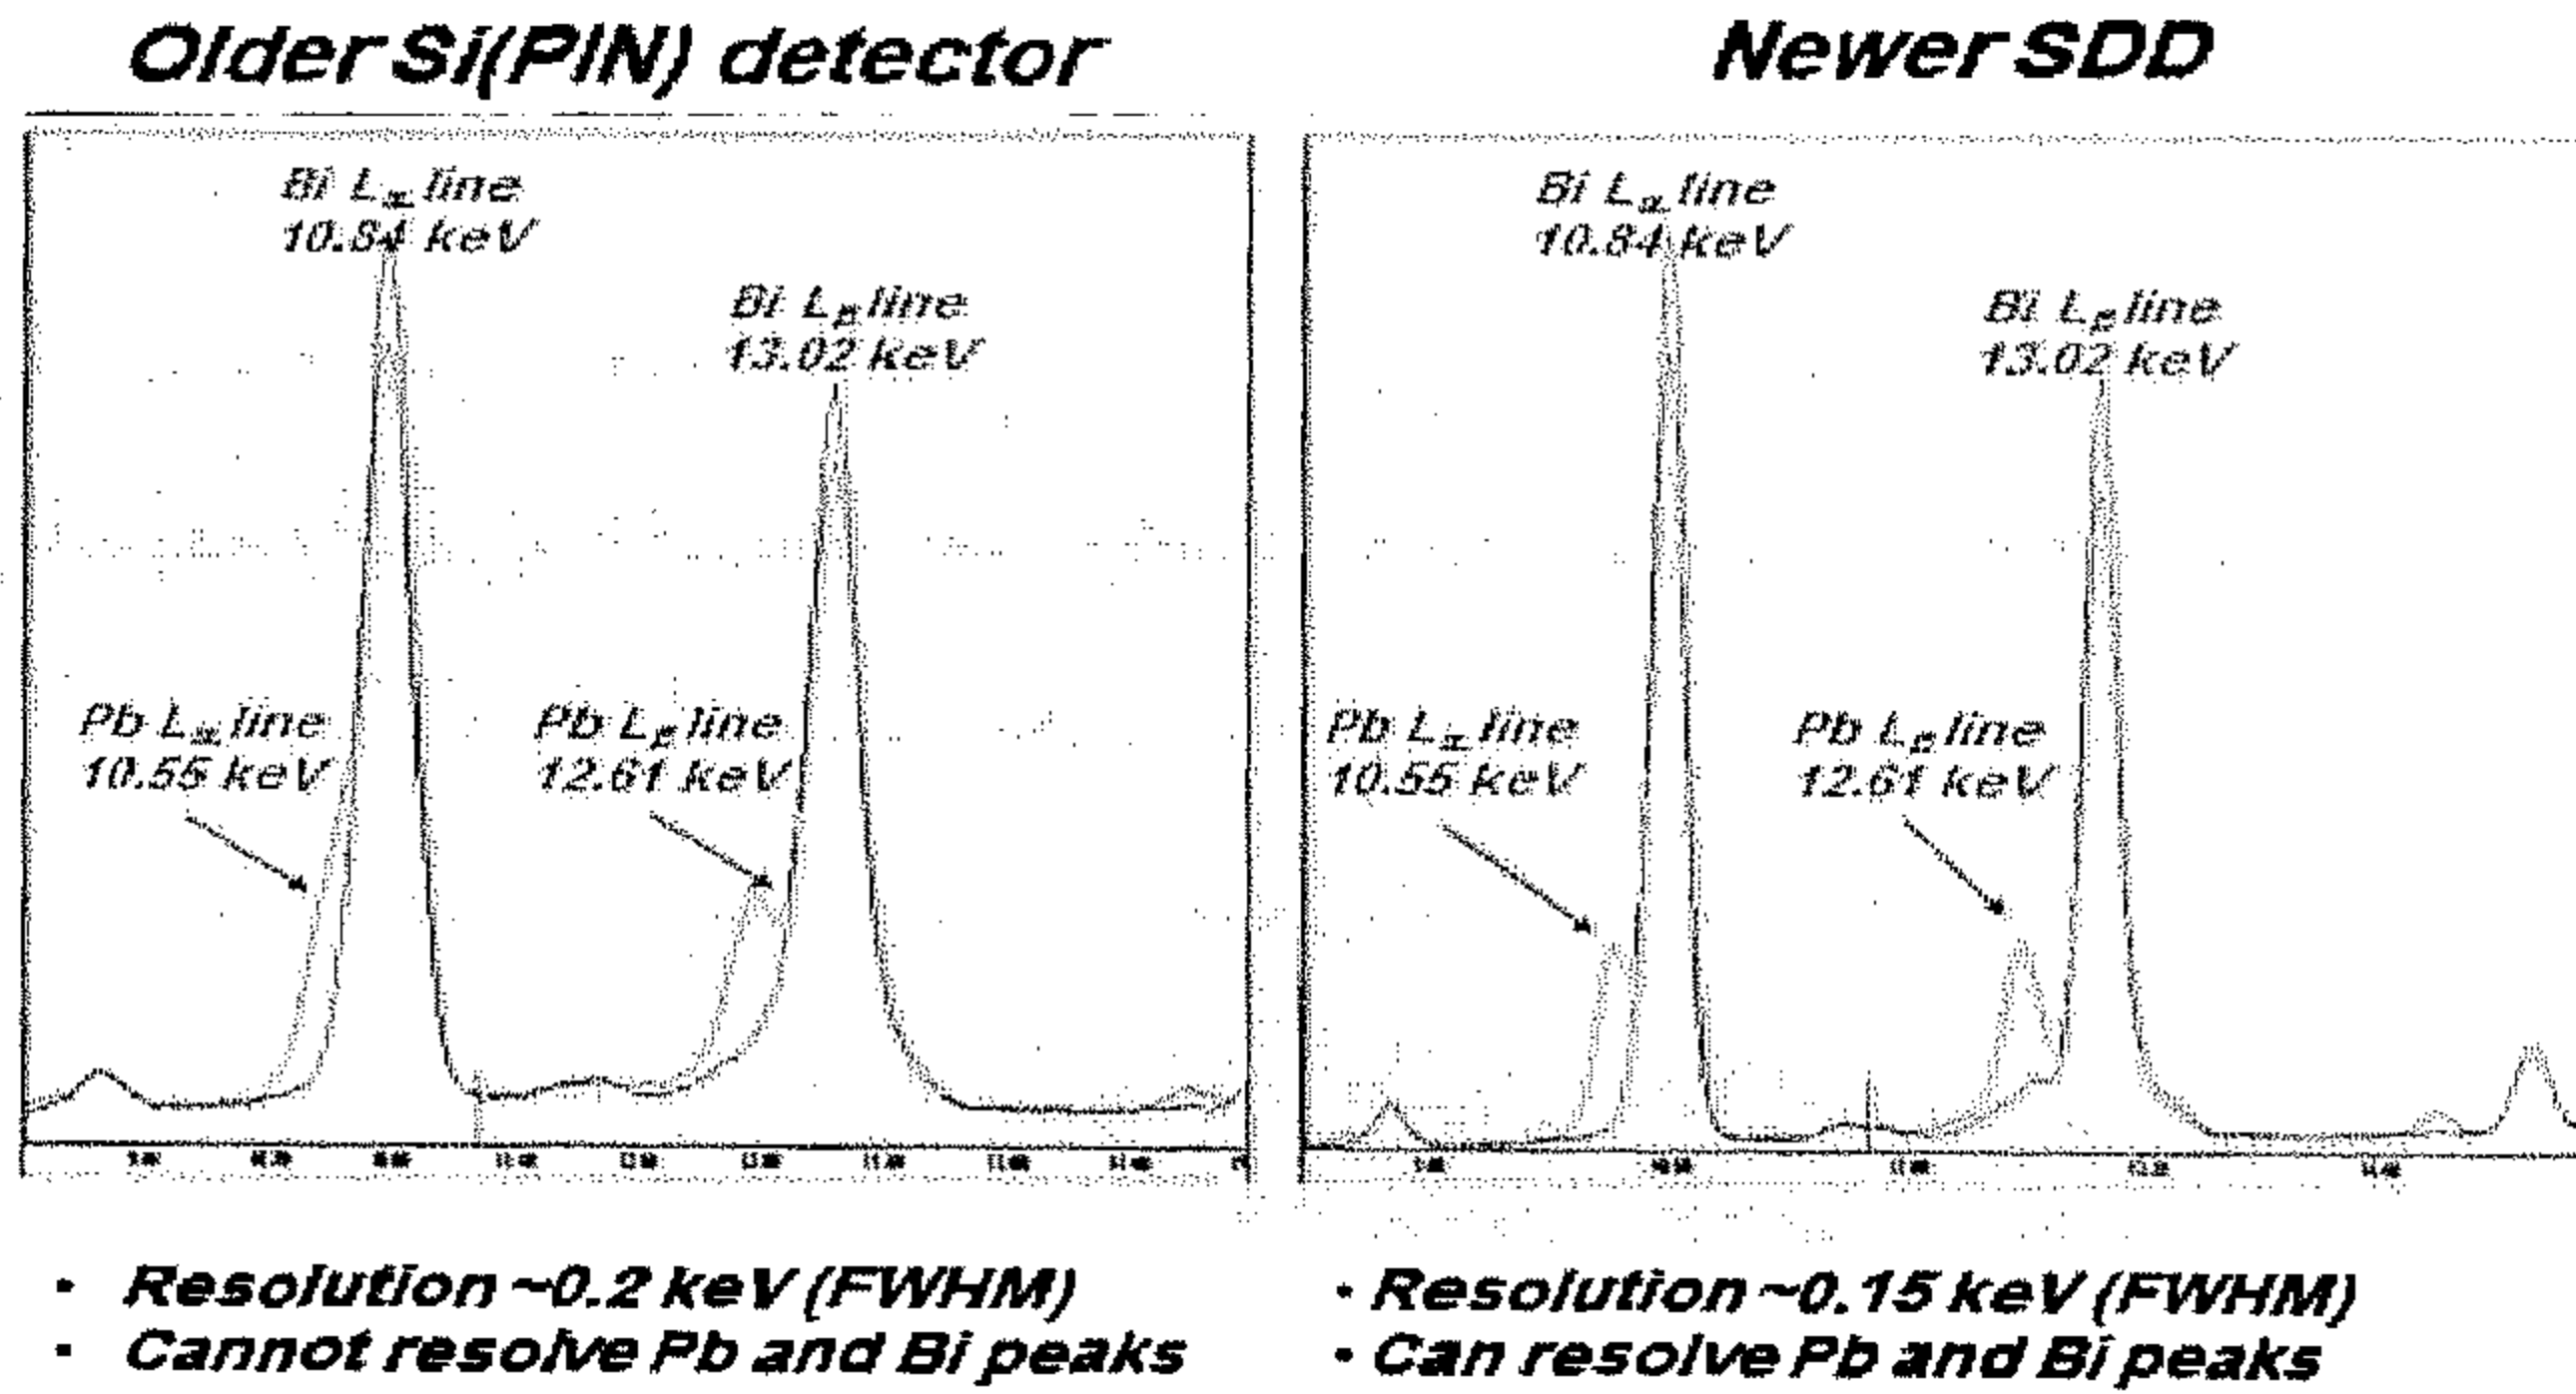 Older Si(PIN) detector
Bi Lα line
10.84 keV
Bi Lβ line
13.02 keV
Pb Lα line
10.55 keV
Pb Lβ line
12.61 keV
• Resolution ~0.2 keV (FWHM)
• Cannot resolve Pb and Bi peaks
Newer SDD
Bi Lα line
10.84 keV
Bi Lβ line
13.02 keV
Pb Lα line
10.55 keV
Pb Lβ line
12.61 keV
• Resolution ~0.15 keV (FWHM)
• Can resolve Pb and Bi peaks